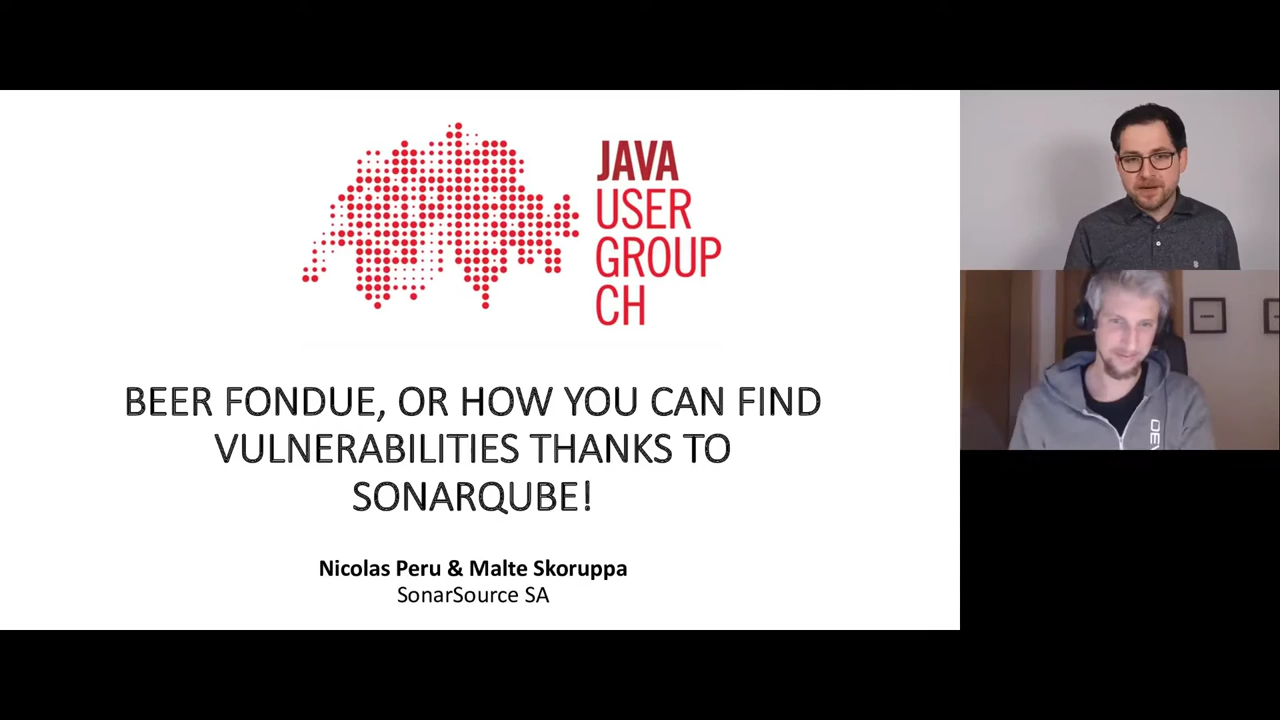 JAVA
USER
GROUP
CH
BEER FONDUE, OR HOW YOU CAN FIND
VULNERABILITIES THANKS TO
SONARQUBE!
Nicolas Peru & Malte Skoruppa
SonarSource SA